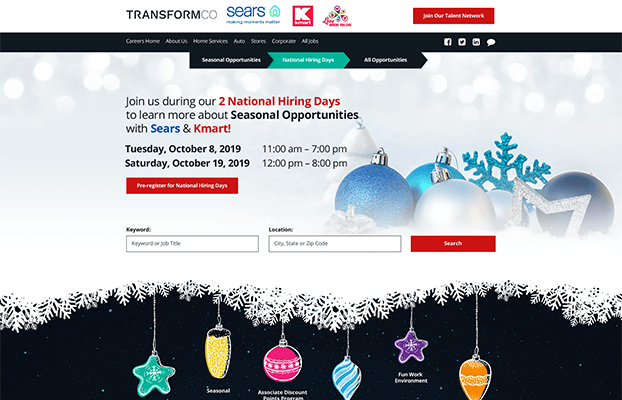 TRANSFORMCO
sears
making moments matter
K
kmart
Join Our Talent Network
Careers Home About Us Home Services Auto Stores Corporate All Jobs
Seasonal Opportunities National Hiring Days All Opportunities
Join us during our 2 National Hiring Days
to learn more about Seasonal Opportunities
with Sears & Kmart!
Tuesday, October 8, 2019 11:00 am – 7:00 pm
Saturday, October 19, 2019 12:00 pm – 8:00 pm
Pre-register for National Hiring Days
Keyword: Location:
Keyword or Job Title City, State or Zip Code Search
Seasonal
Associate Discount
Points Program
Fun Work
Environment